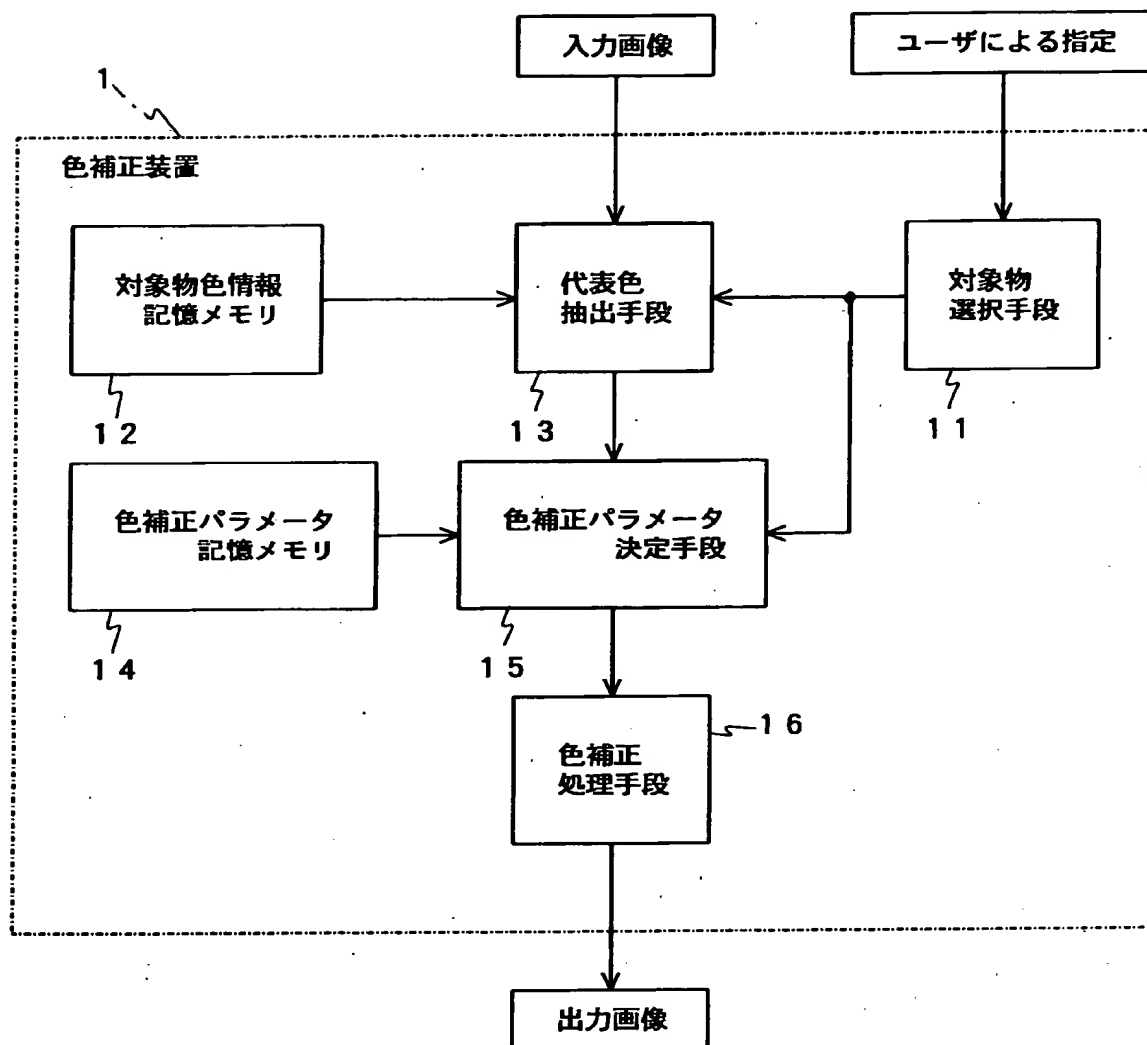 入力画像
ユーザによる指定
1
色補正装置
対象物色情報
記憶メモリ
代表色
抽出手段
対象物
選択手段
12
13
11
色補正パラメータ
記憶メモリ
色補正パラメータ
決定手段
14
15
色補正
処理手段
16
出力画像